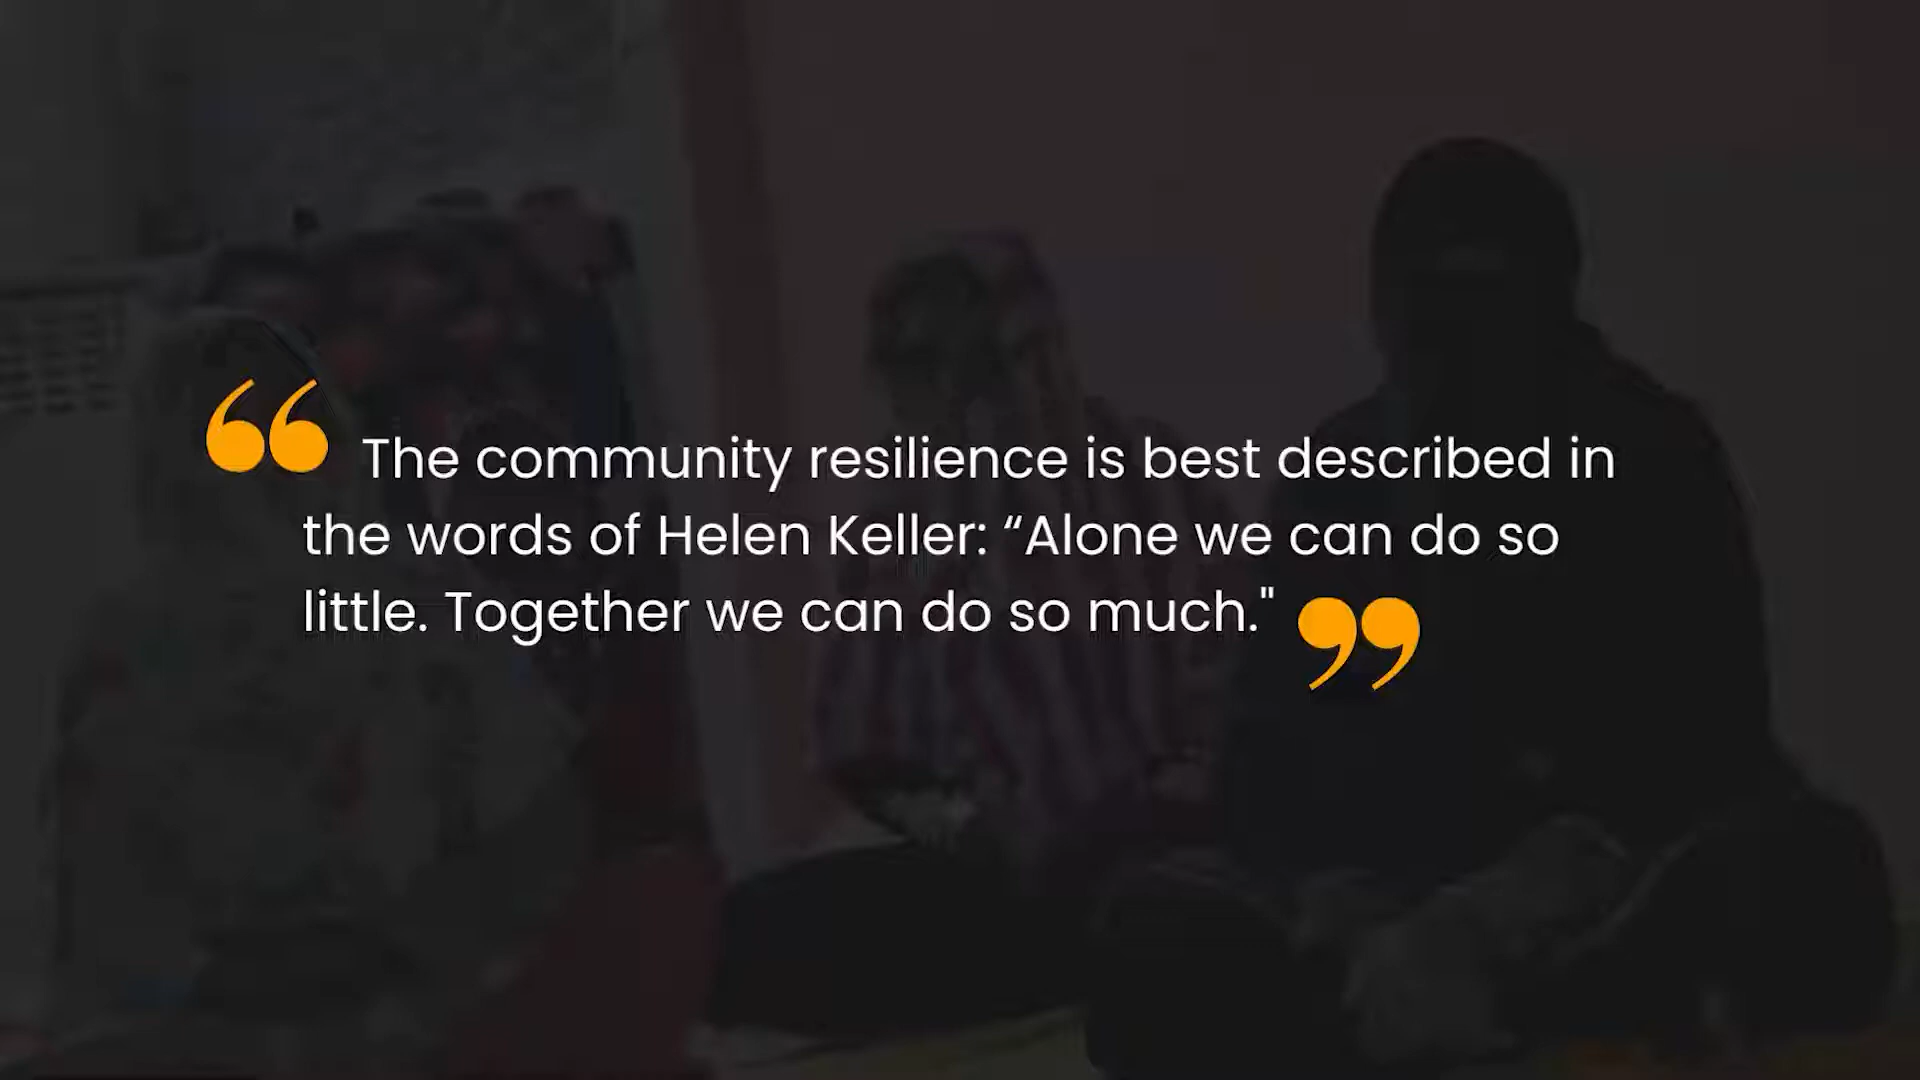 “ The community resilience is best described in
the words of Helen Keller: “Alone we can do so
little. Together we can do so much." ”